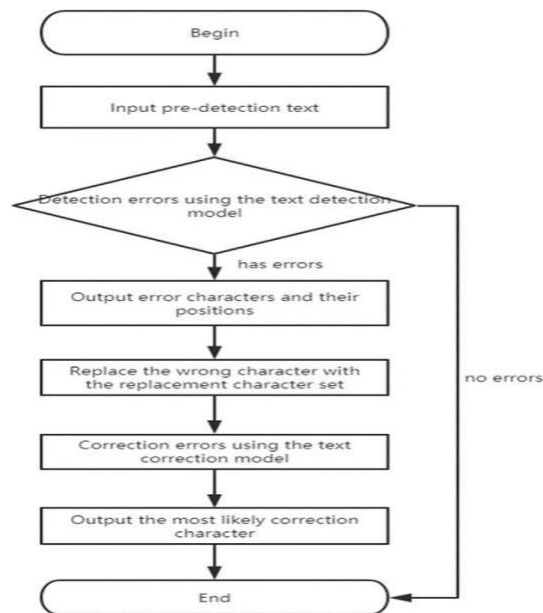 Begin
Input pre-detection text
Detection errors using the text detection
model
has errors
Output error characters and their
positions
Replace the wrong character with
the replacement character set
no errors
Correction errors using the text
correction model
Output the most likely correction
character
End